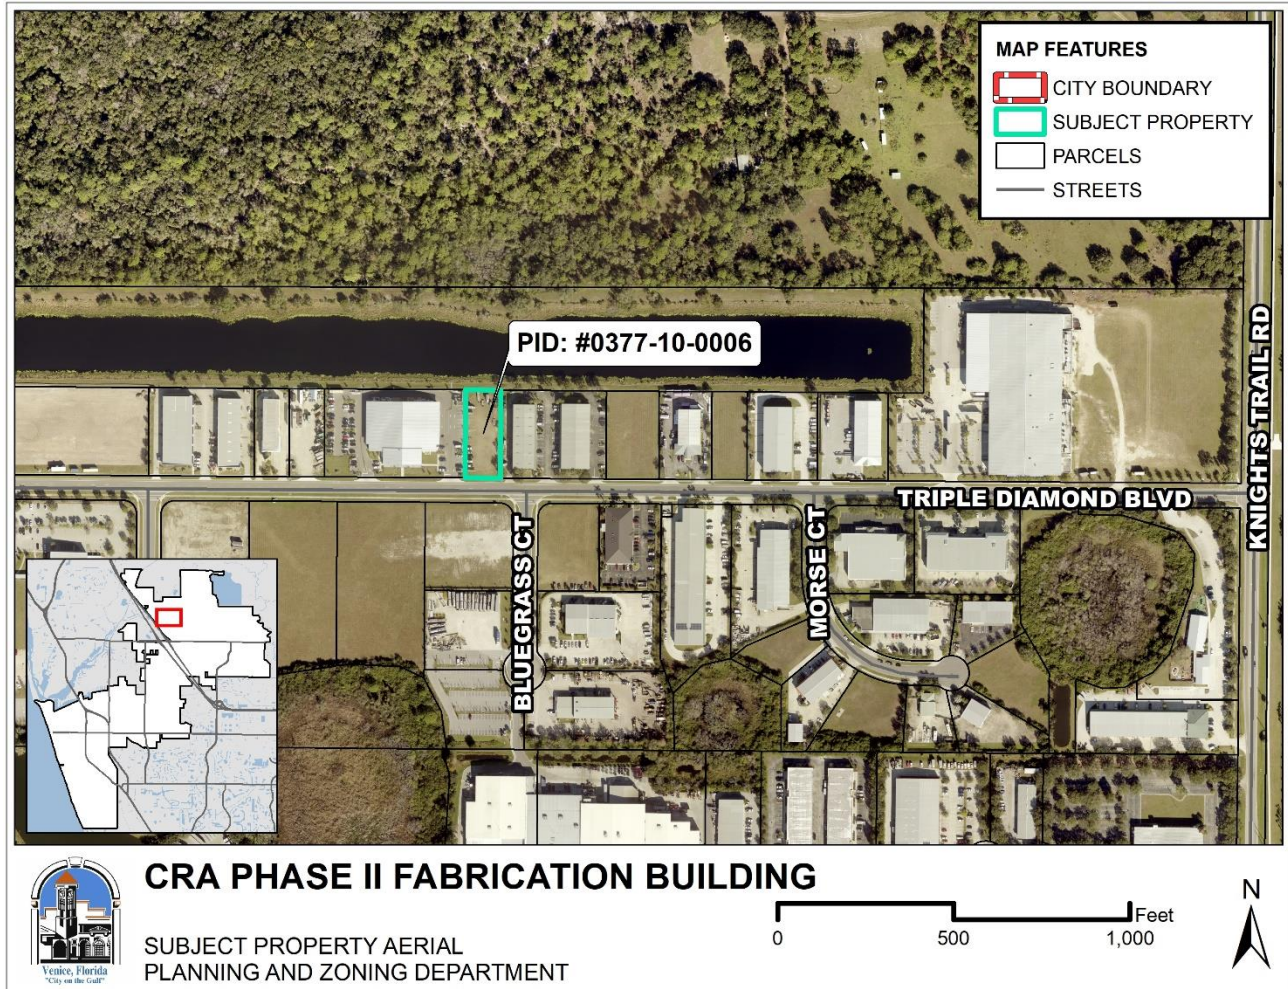 MAP FEATURES
CITY BOUNDARY
SUBJECT PROPERTY
PARCELS
STREETS
PID: #0377-10-0006
KNIGHTS TRAIL RD
TRIPLE DIAMOND BLVD
BLUEGRASS CT
MORSE CT
CRA PHASE II FABRICATION BUILDING
SUBJECT PROPERTY AERIAL
PLANNING AND ZONING DEPARTMENT
Venice, Florida
"City on the Gulf"
Feet
0 500 1,000
N